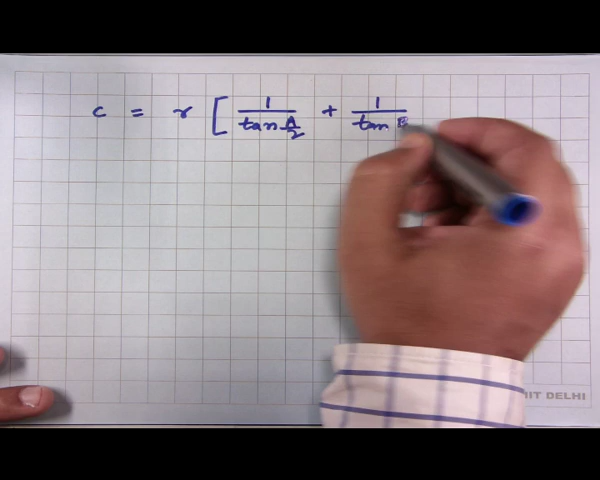 c = r [ 1/tan A/2 + 1/tan B
IIT DELHI